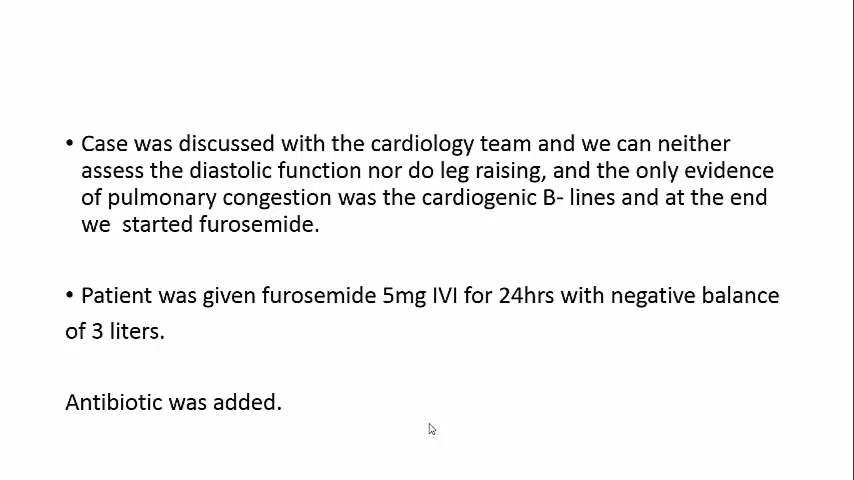 • Case was discussed with the cardiology team and we can neither
assess the diastolic function nor do leg raising, and the only evidence
of pulmonary congestion was the cardiogenic B- lines and at the end
we  started furosemide.
• Patient was given furosemide 5mg IVI for 24hrs with negative balance
of 3 liters.
Antibiotic was added.